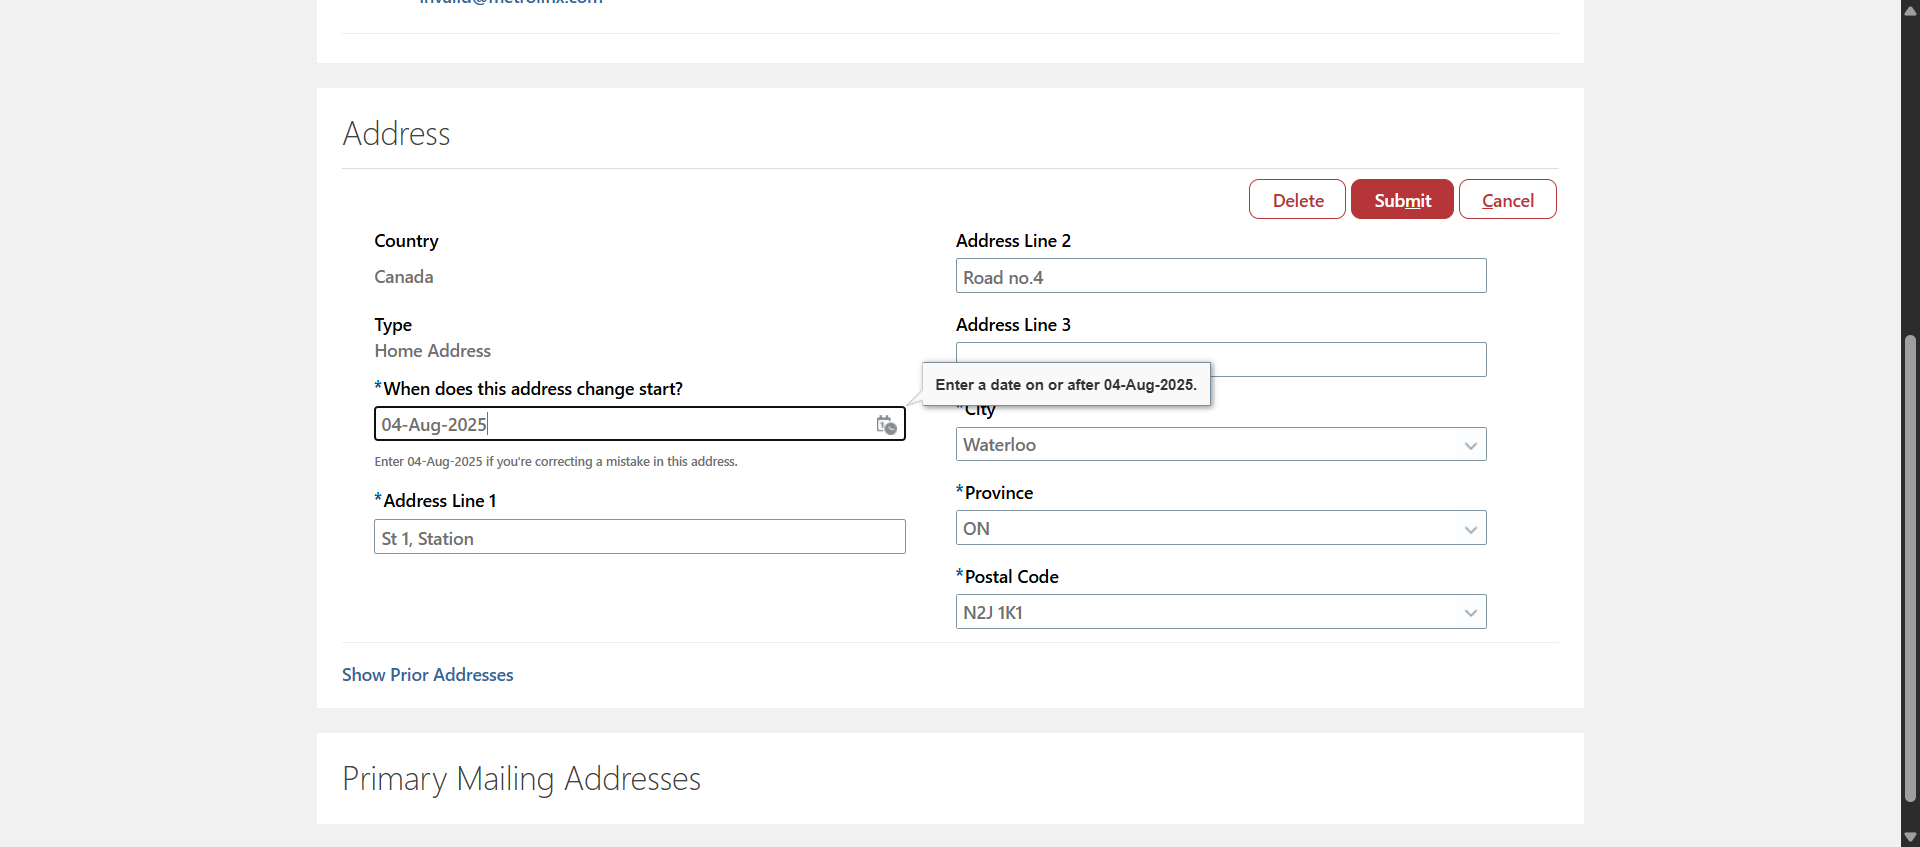 invalid@metrolinx.com
Address
Delete
Submit
Cancel
Country
Canada
Type
Home Address
*When does this address change start?
04-Aug-2025
Enter 04-Aug-2025 if you're correcting a mistake in this address.
*Address Line 1
St 1, Station
Address Line 2
Road no.4
Address Line 3
Enter a date on or after 04-Aug-2025.
*City
Waterloo
*Province
ON
*Postal Code
N2J 1K1
Show Prior Addresses
Primary Mailing Addresses